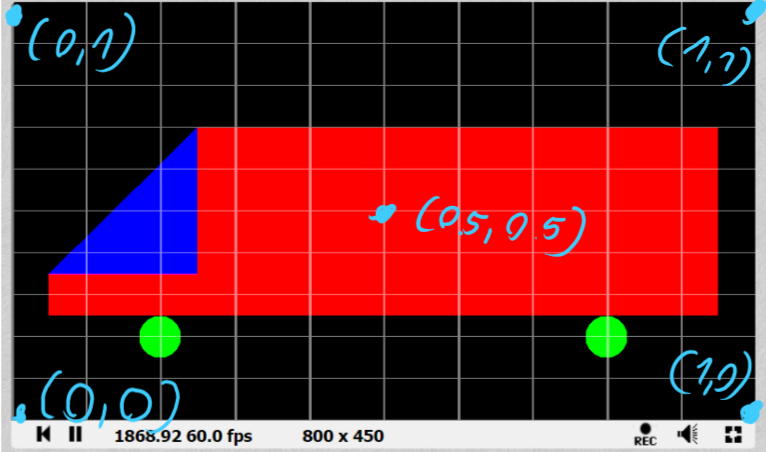 (0,1)
(1,1)
(0.5, 0.5)
(0,0)
(1,0)
1868.92 60.0 fps 800 x 450
REC